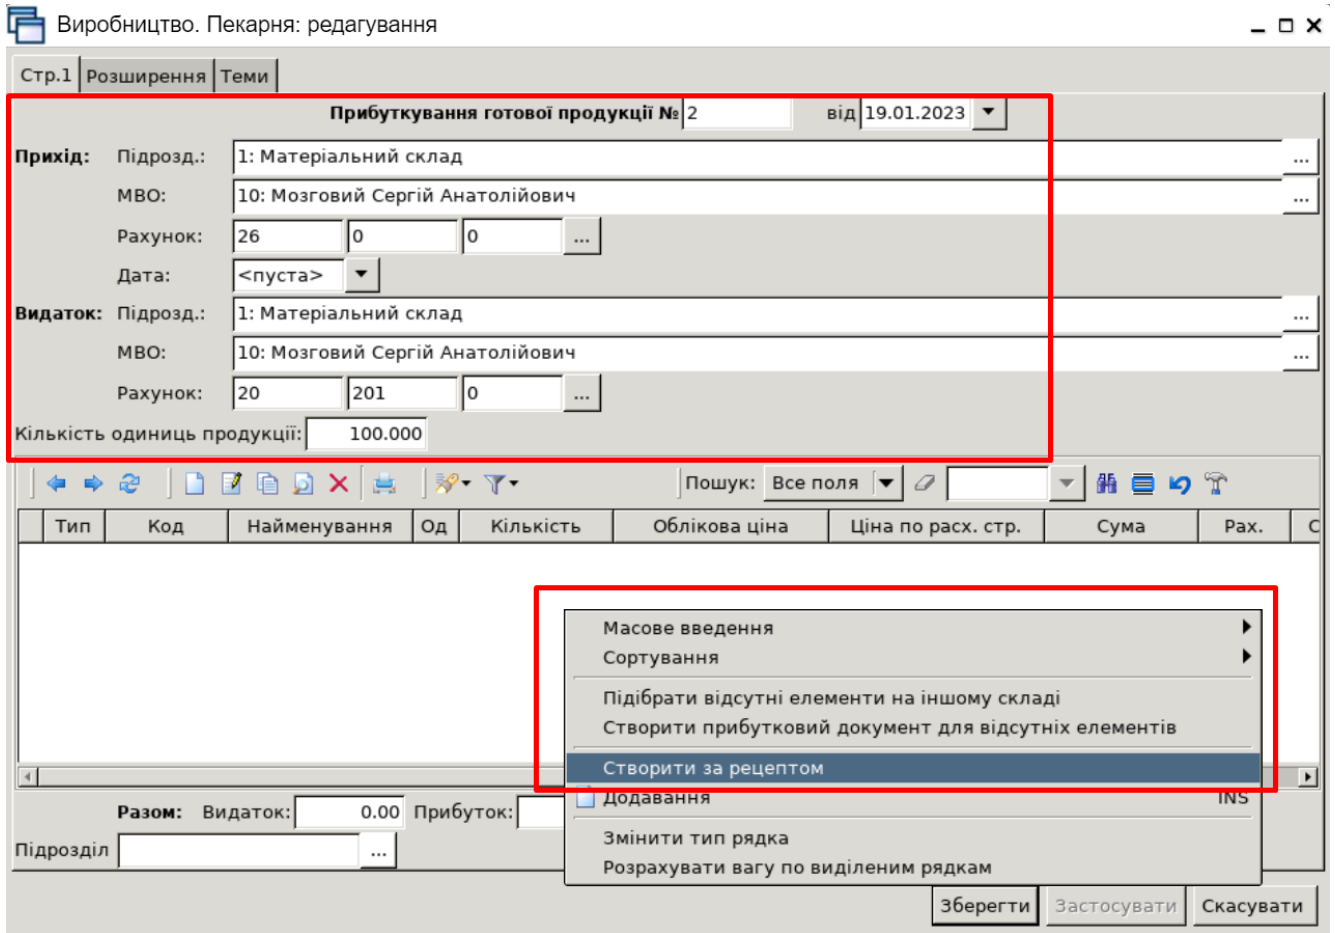 Виробництво. Пекарня: редагування
Стр.1 Розширення Теми
Прибуткування готової продукції № 2 від 19.01.2023
Прихід: Підрозд.: 1: Матеріальний склад ...
МВО: 10: Мозговий Сергій Анатолійович ...
Рахунок: 26 0 0 ...
Дата: <пуста>
Видаток: Підрозд.: 1: Матеріальний склад ...
МВО: 10: Мозговий Сергій Анатолійович ...
Рахунок: 20 201 0 ...
Кількість одиниць продукції: 100.000
Пошук: Все поля
Тип Код Найменування Од Кількість Облікова ціна Ціна по расх. стр. Сума Рах. С
Масове введення
Сортування
Підібрати відсутні елементи на іншому складі
Створити прибутковий документ для відсутніх елементів
Створити за рецептом
Додавання INS
Змінити тип рядка
Розрахувати вагу по виділеним рядкам
Разом: Видаток: 0.00 Прибуток:
Підрозділ ...
Зберегти Застосувати Скасувати